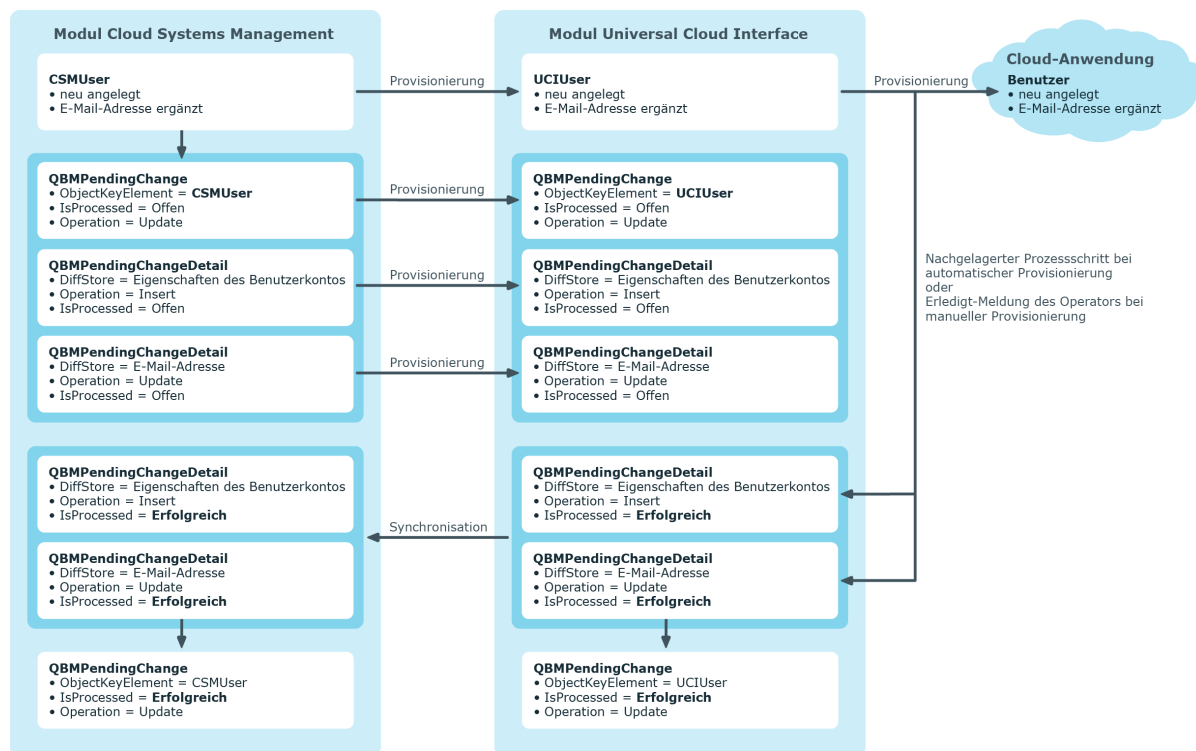 Modul Cloud Systems Management
CSMUser
• neu angelegt
• E-Mail-Adresse ergänzt
QBMPendingChange
• ObjectKeyElement = CSMUser
• IsProcessed = Offen
• Operation = Update
QBMPendingChangeDetail
• DiffStore = Eigenschaften des Benutzerkontos
• Operation = Insert
• IsProcessed = Offen
QBMPendingChangeDetail
• DiffStore = E-Mail-Adresse
• Operation = Update
• IsProcessed = Offen
QBMPendingChangeDetail
• DiffStore = Eigenschaften des Benutzerkontos
• Operation = Insert
• IsProcessed = Erfolgreich
QBMPendingChangeDetail
• DiffStore = E-Mail-Adresse
• Operation = Update
• IsProcessed = Erfolgreich
QBMPendingChange
• ObjectKeyElement = CSMUser
• IsProcessed = Erfolgreich
• Operation = Update
Provisionierung
Provisionierung
Provisionierung
Provisionierung
Synchronisation
Modul Universal Cloud Interface
UCIUser
• neu angelegt
• E-Mail-Adresse ergänzt
QBMPendingChange
• ObjectKeyElement = UCIUser
• IsProcessed = Offen
• Operation = Update
QBMPendingChangeDetail
• DiffStore = Eigenschaften des Benutzerkontos
• Operation = Insert
• IsProcessed = Offen
QBMPendingChangeDetail
• DiffStore = E-Mail-Adresse
• Operation = Update
• IsProcessed = Offen
QBMPendingChangeDetail
• DiffStore = Eigenschaften des Benutzerkontos
• Operation = Insert
• IsProcessed = Erfolgreich
QBMPendingChangeDetail
• DiffStore = E-Mail-Adresse
• Operation = Update
• IsProcessed = Erfolgreich
QBMPendingChange
• ObjectKeyElement = UCIUser
• IsProcessed = Erfolgreich
• Operation = Update
Provisionierung
Cloud-Anwendung
Benutzer
• neu angelegt
• E-Mail-Adresse ergänzt
Nachgelagerter Prozessschritt bei
automatischer Provisionierung
oder
Erledigt-Meldung des Operators bei
manueller Provisionierung